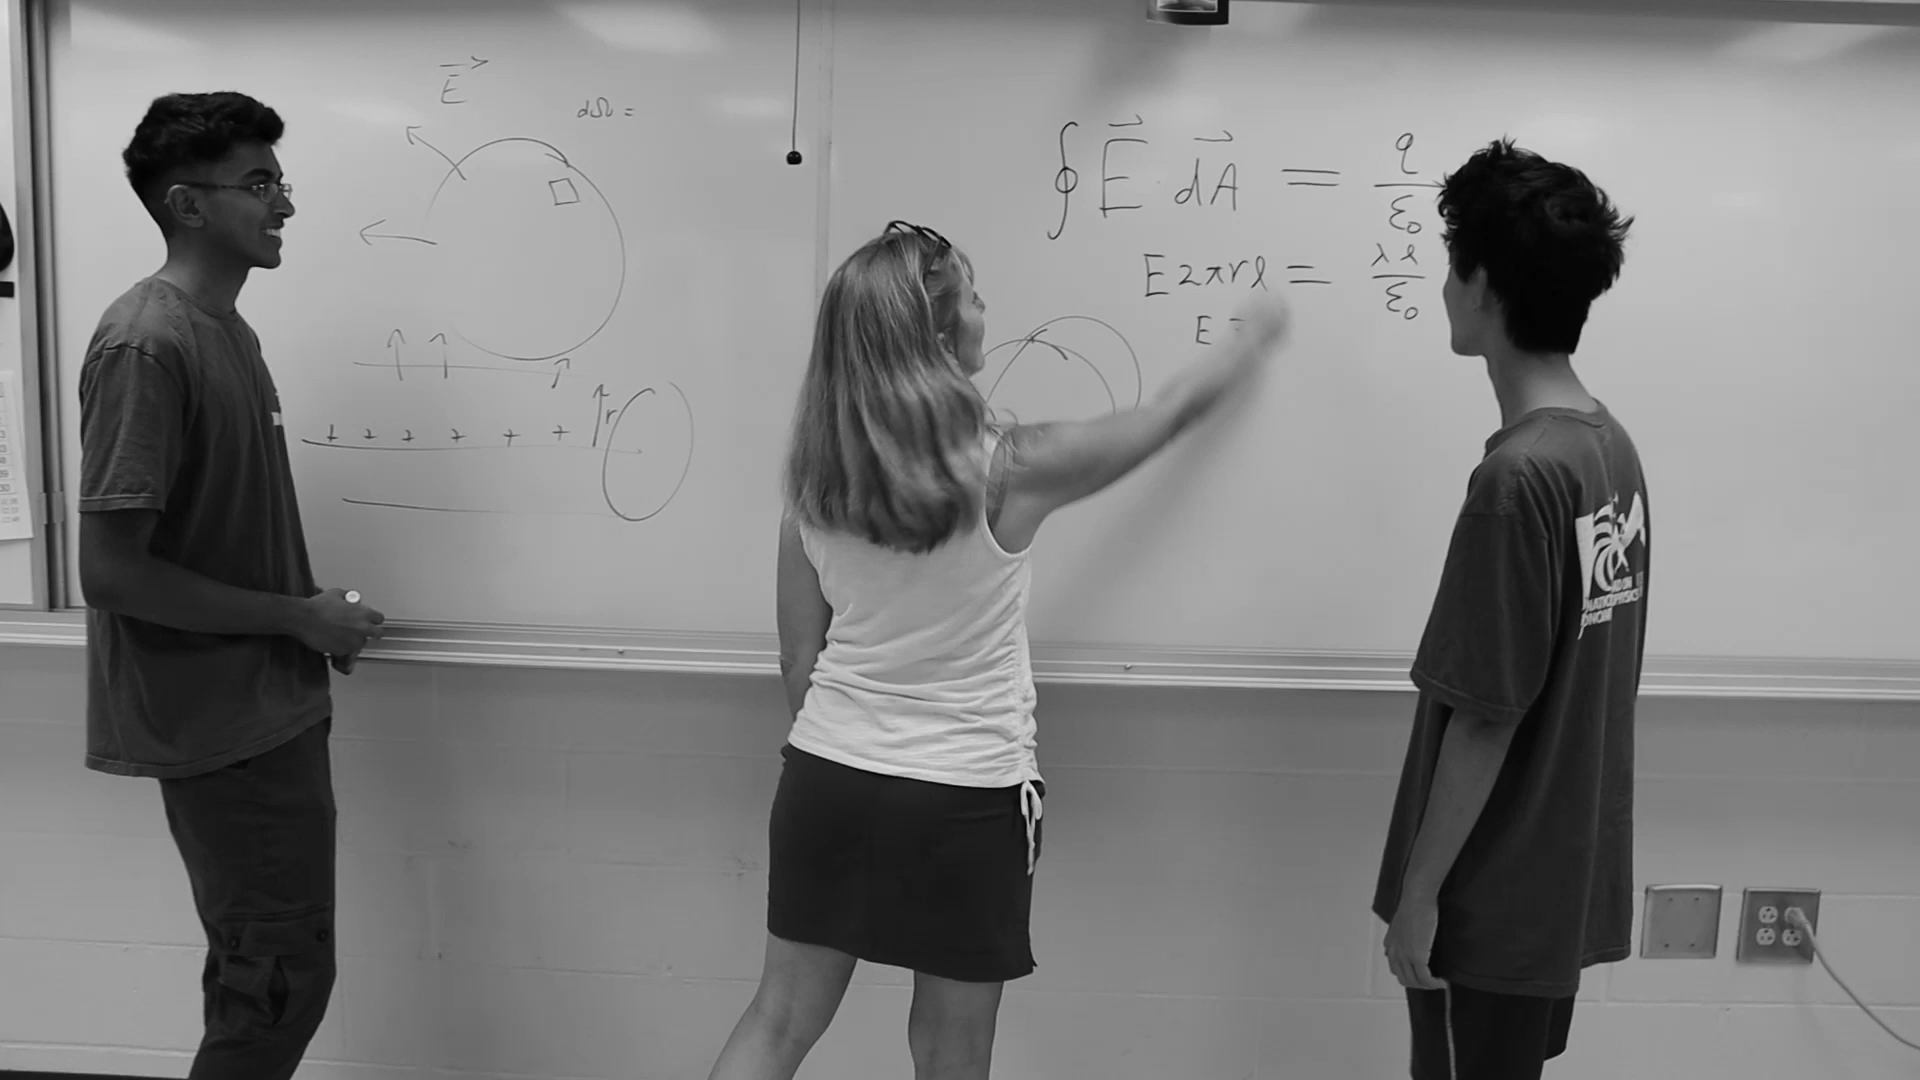 E
dΩ =
+ + + + + + r
∮ E · dA = q/ε₀
E 2πrl = λl/ε₀
E =